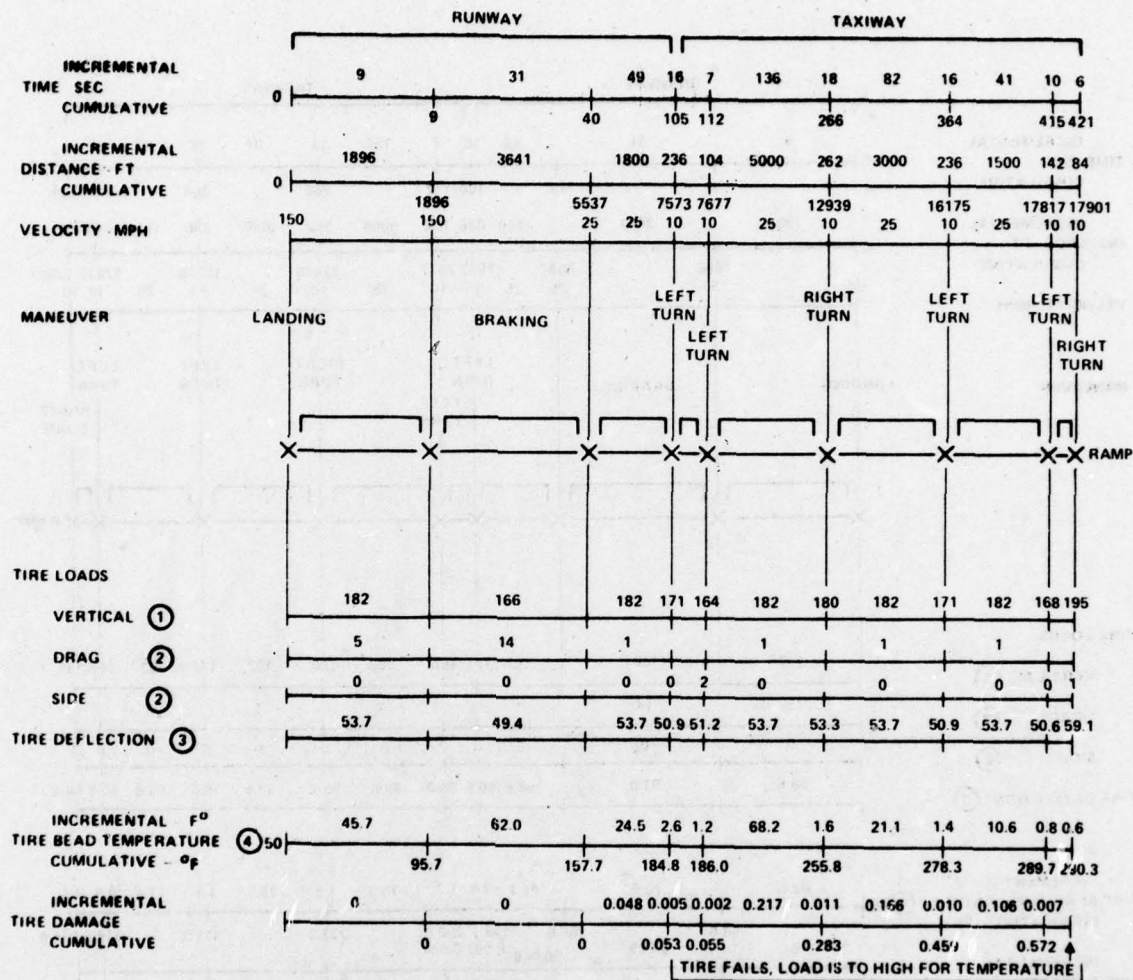 RUNWAY TAXIWAY
INCREMENTAL 9 31 49 16 7 136 18 82 16 41 10 6
TIME SEC 0
CUMULATIVE 9 40 105 112 266 364 415 421
INCREMENTAL 1896 3641 1800 236 104 5000 262 3000 236 1500 142 84
DISTANCE FT 0
CUMULATIVE 1896 5537 7573 7677 12939 16175 17817 17901
150 150 25 25 10 10 25 10 25 10 25 10 10
VELOCITY MPH
MANEUVER LANDING BRAKING LEFT TURN LEFT TURN RIGHT TURN LEFT TURN LEFT TURN RIGHT TURN
RAMP
TIRE LOADS
182 166 182 171 164 182 180 182 171 182 168 195
VERTICAL ①
5 14 1 1 1 1
DRAG ②
0 0 0 0 2 0 0 0 0 1
SIDE ②
53.7 49.4 53.7 50.9 51.2 53.7 53.3 53.7 50.9 53.7 50.6 59.1
TIRE DEFLECTION ③
INCREMENTAL F° 45.7 62.0 24.5 2.6 1.2 68.2 1.6 21.1 1.4 10.6 0.8 0.6
TIRE BEAD TEMPERATURE ④ 50
CUMULATIVE - °F 95.7 157.7 184.8 186.0 255.8 278.3 289.7 290.3
INCREMENTAL 0 0 0.048 0.005 0.002 0.217 0.011 0.166 0.010 0.106 0.007
TIRE DAMAGE
CUMULATIVE 0 0 0.053 0.055 0.283 0.459 0.572
TIRE FAILS, LOAD IS TO HIGH FOR TEMPERATURE